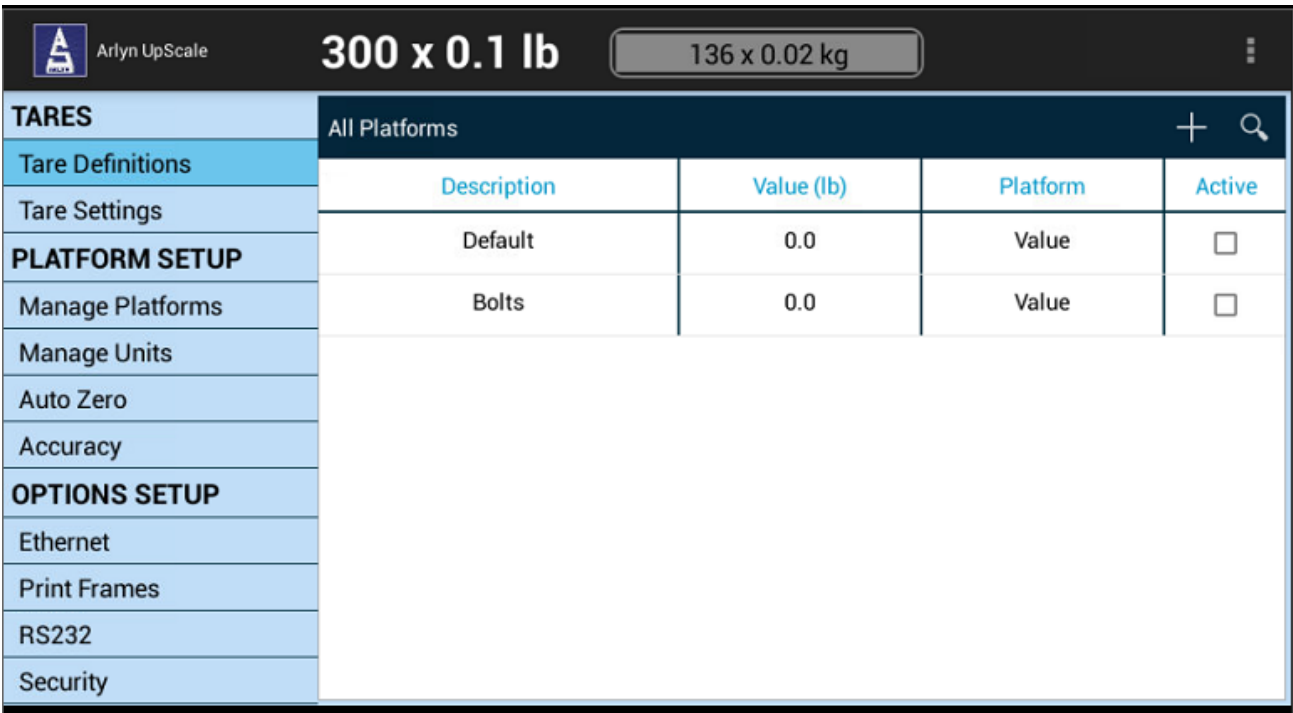 Arlyn UpScale
300 x 0.1 lb
136 x 0.02 kg
TARES
Tare Definitions
Tare Settings
PLATFORM SETUP
Manage Platforms
Manage Units
Auto Zero
Accuracy
OPTIONS SETUP
Ethernet
Print Frames
RS232
Security
All Platforms
Description Value (lb) Platform Active
Default 0.0 Value
Bolts 0.0 Value